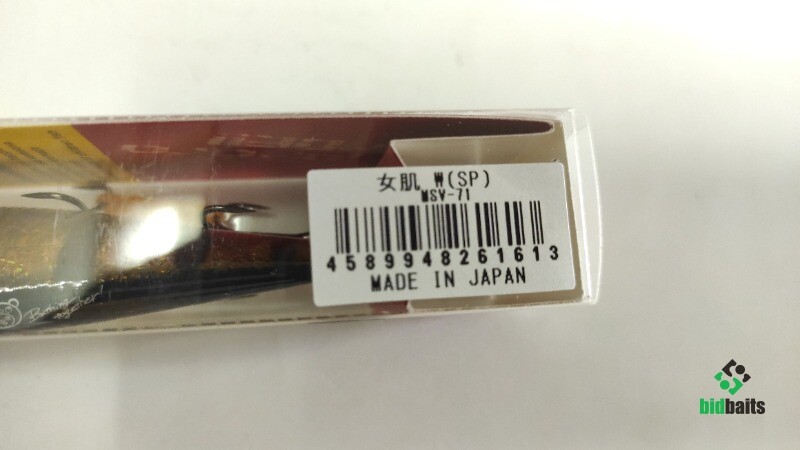 女肌 W(SP)
MSV-71
4589948261613
MADE IN JAPAN
bidbaits